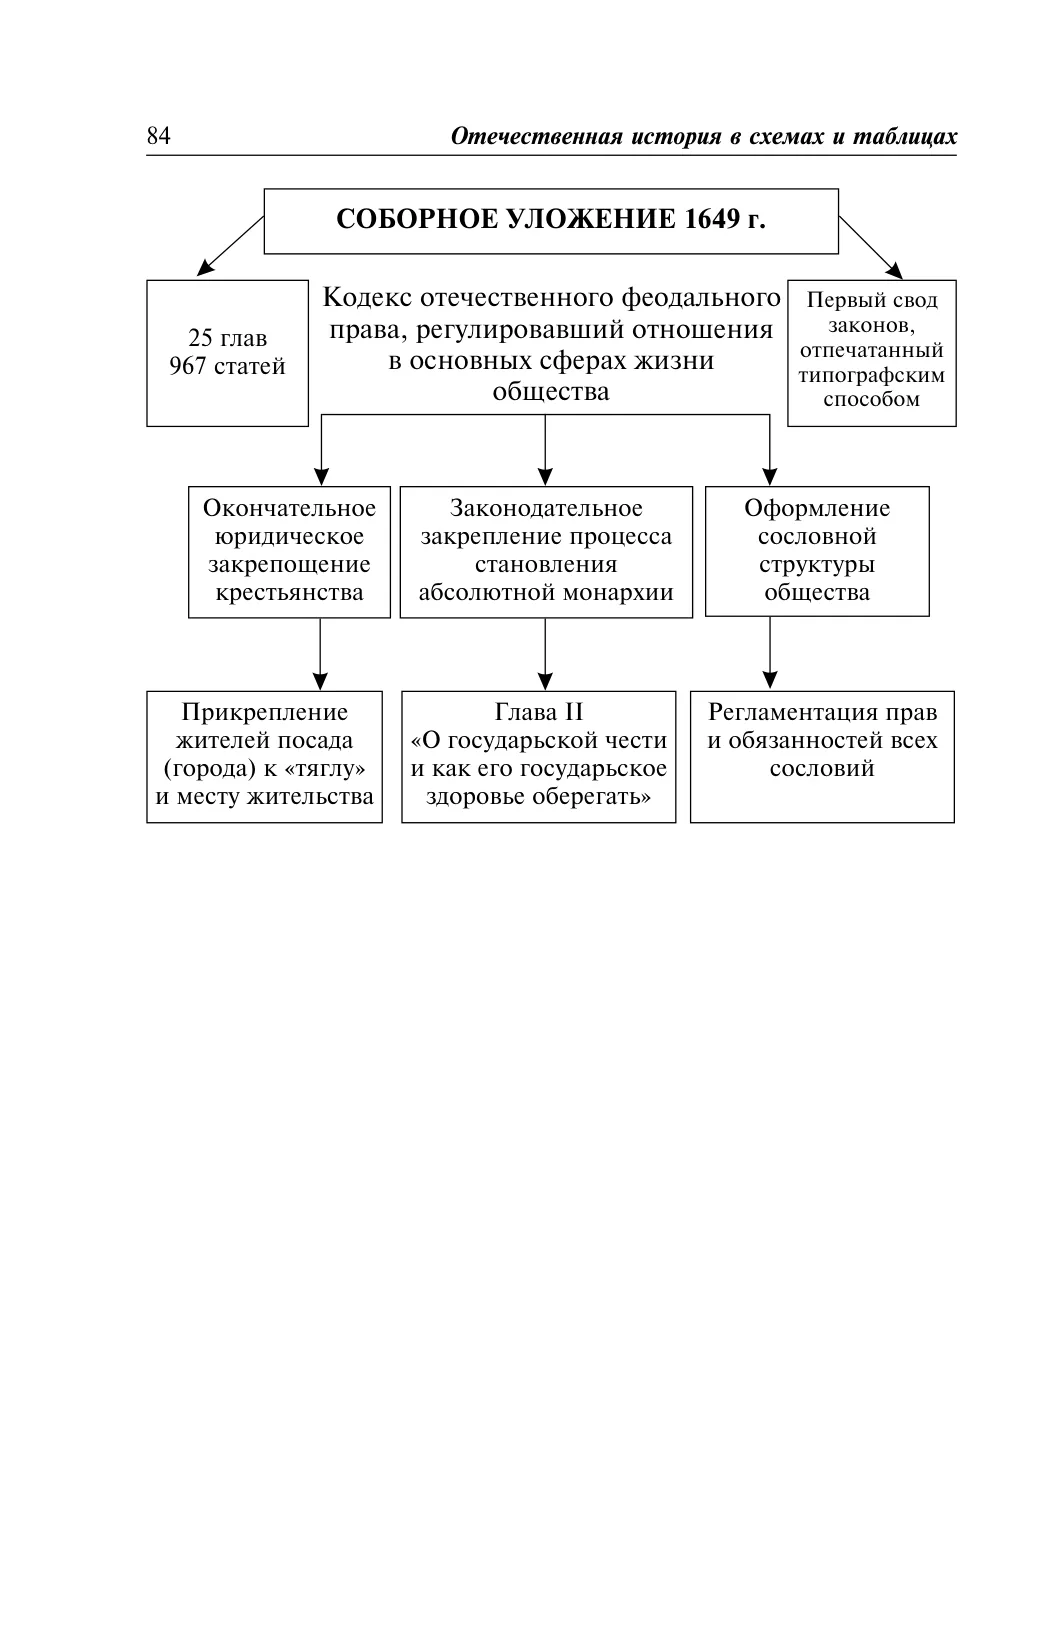 84
Отечественная история в схемах и таблицах
СОБОРНОЕ УЛОЖЕНИЕ 1649 г.
25 глав
967 статей
Кодекс отечественного феодального
права, регулировавший отношения
в основных сферах жизни
общества
Первый свод
законов,
отпечатанный
типографским
способом
Окончательное
юридическое
закрепощение
крестьянства
Законодательное
закрепление процесса
становления
абсолютной монархии
Оформление
сословной
структуры
общества
Прикрепление
жителей посада
(города) к «тяглу»
и месту жительства
Глава II
«О государьской чести
и как его государьское
здоровье оберегать»
Регламентация прав
и обязанностей всех
сословий